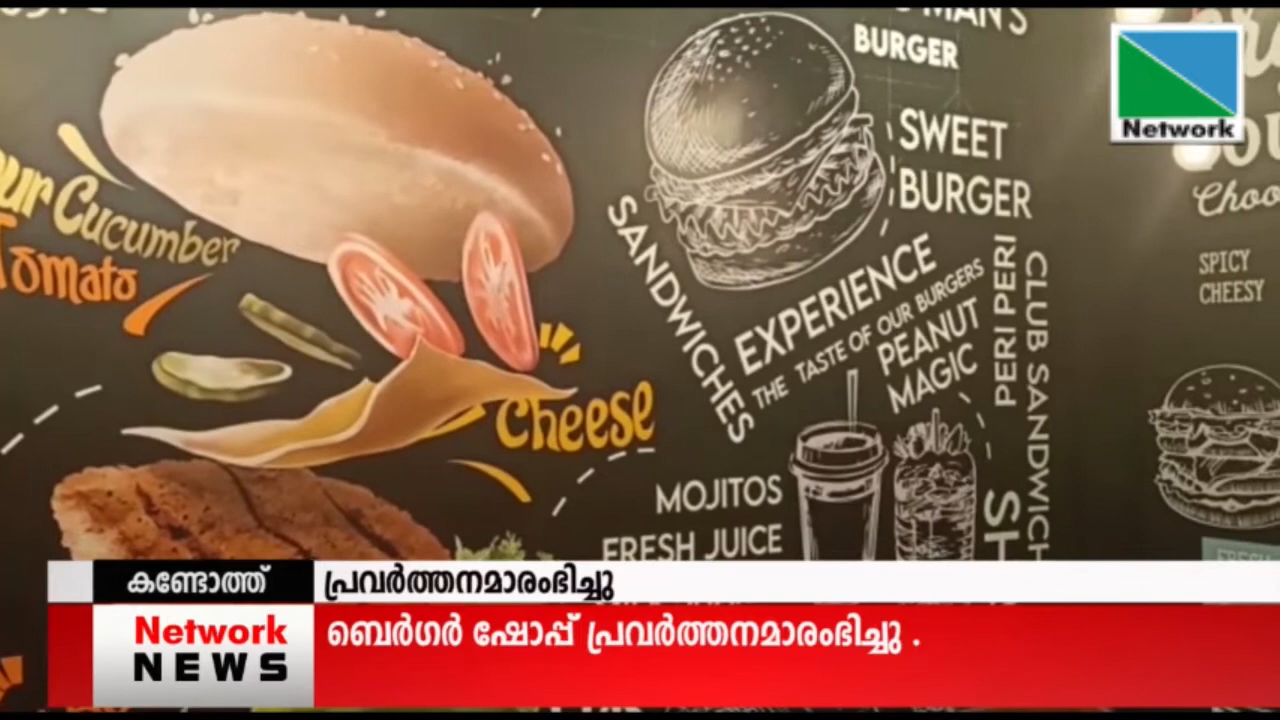 BURGER
Network
SWEET
BURGER
Cucumber
Tomato
Choo
SPICY
CHEESY
SANDWICHES
EXPERIENCE
THE TASTE OF OUR BURGERS
PEANUT
MAGIC
PERI PERI
CLUB SANDWICH
Cheese
MOJITOS
FRESH JUICE
കണ്ടോത്ത്
പ്രവർത്തനമാരംഭിച്ചു
Network
NEWS
ബെർഗർ ഷോപ്പ് പ്രവർത്തനമാരംഭിച്ചു .